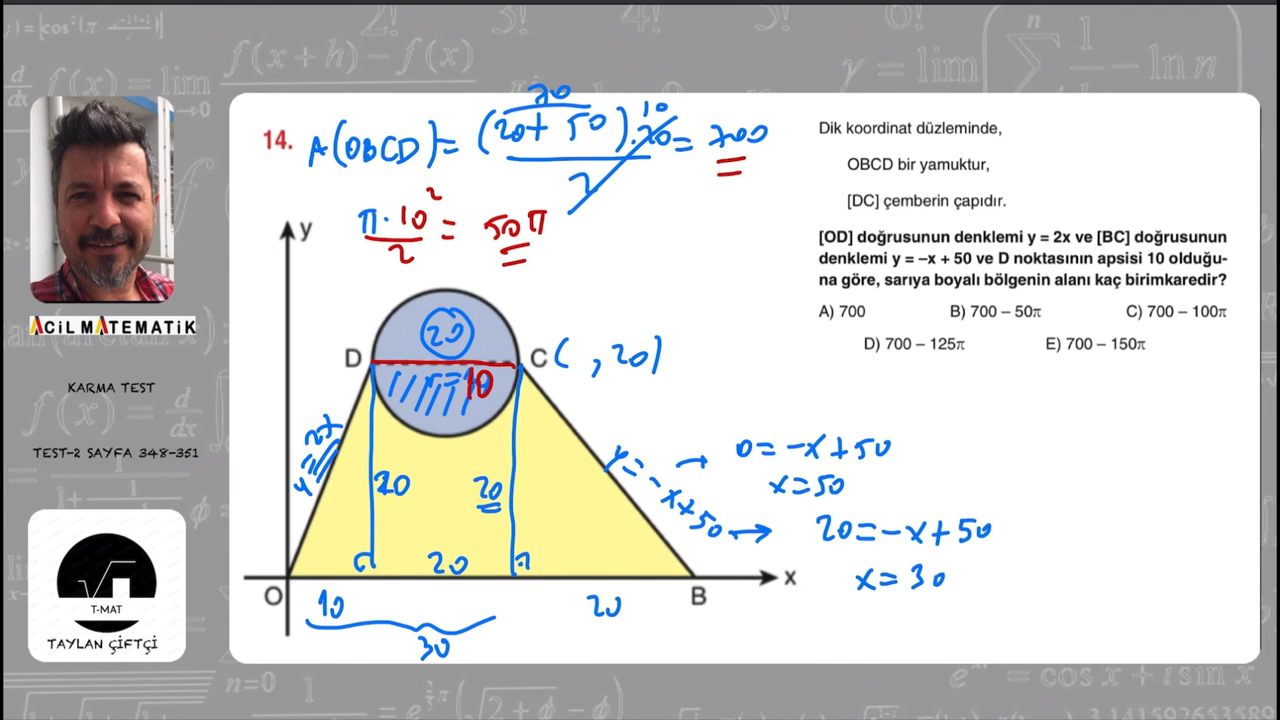 ACiL MATEMATiK
KARMA TEST
TEST-2 SAYFA 348-351
T-MAT
TAYLAN ÇİFTÇİ
14.
A(OBCD) = (20 + 50) . 20 / 2 = 700
70
10
π · 10² / 2 = 50π
y
20
D
C ( , 20)
r = 10
y = 2x
20
20
y = -x + 50
→ 0 = -x + 50
x = 50
→ 20 = -x + 50
x = 30
20
x
O
10
20
B
30
Dik koordinat düzleminde,
OBCD bir yamuktur,
[DC] çemberin çapıdır.
[OD] doğrusunun denklemi y = 2x ve [BC] doğrusunun
denklemi y = –x + 50 ve D noktasının apsisi 10 olduğu-
na göre, sarıya boyalı bölgenin alanı kaç birimkaredir?
A) 700 B) 700 – 50π C) 700 – 100π
D) 700 – 125π E) 700 – 150π
f(x + h) – f(x)
n=0